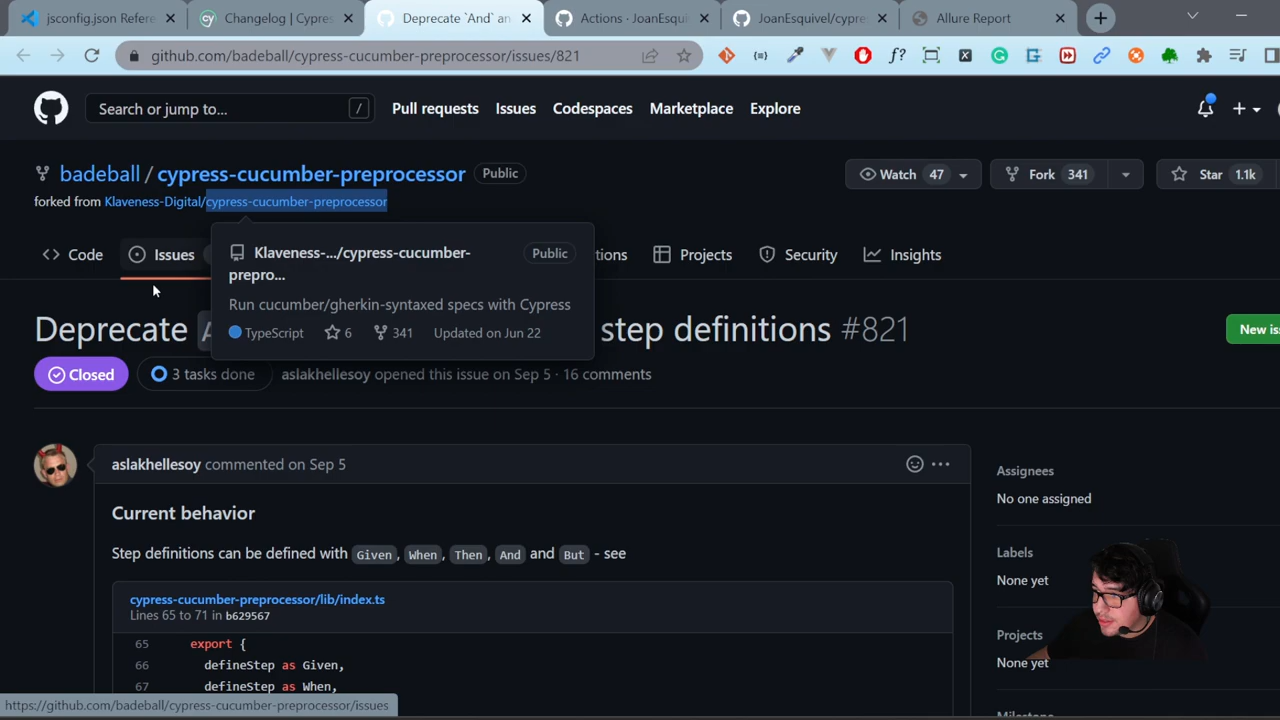 jsconfig.json Refere
Changelog | Cypres
Deprecate `And` an
Actions · JoanEsqui
JoanEsquivel/cypre
Allure Report
github.com/badeball/cypress-cucumber-preprocessor/issues/821
Search or jump to...
/
Pull requests
Issues
Codespaces
Marketplace
Explore
badeball / cypress-cucumber-preprocessor
Public
Watch 47
Fork 341
Star 1.1k
forked from Klaveness-Digital/cypress-cucumber-preprocessor
Code
Issues
tions
Projects
Security
Insights
Klaveness-.../cypress-cucumber-
prepro...
Public
Run cucumber/gherkin-syntaxed specs with Cypress
TypeScript
6
341
Updated on Jun 22
Deprecate
step definitions #821
New iss
Closed
3 tasks done
aslakhellesoy opened this issue on Sep 5 · 16 comments
aslakhellesoy commented on Sep 5
Current behavior
Step definitions can be defined with Given, When, Then, And and But - see
cypress-cucumber-preprocessor/lib/index.ts
Lines 65 to 71 in b629567
65 export {
66 defineStep as Given,
67 defineStep as When,
Assignees
No one assigned
Labels
None yet
Projects
None yet
https://github.com/badeball/cypress-cucumber-preprocessor/issues